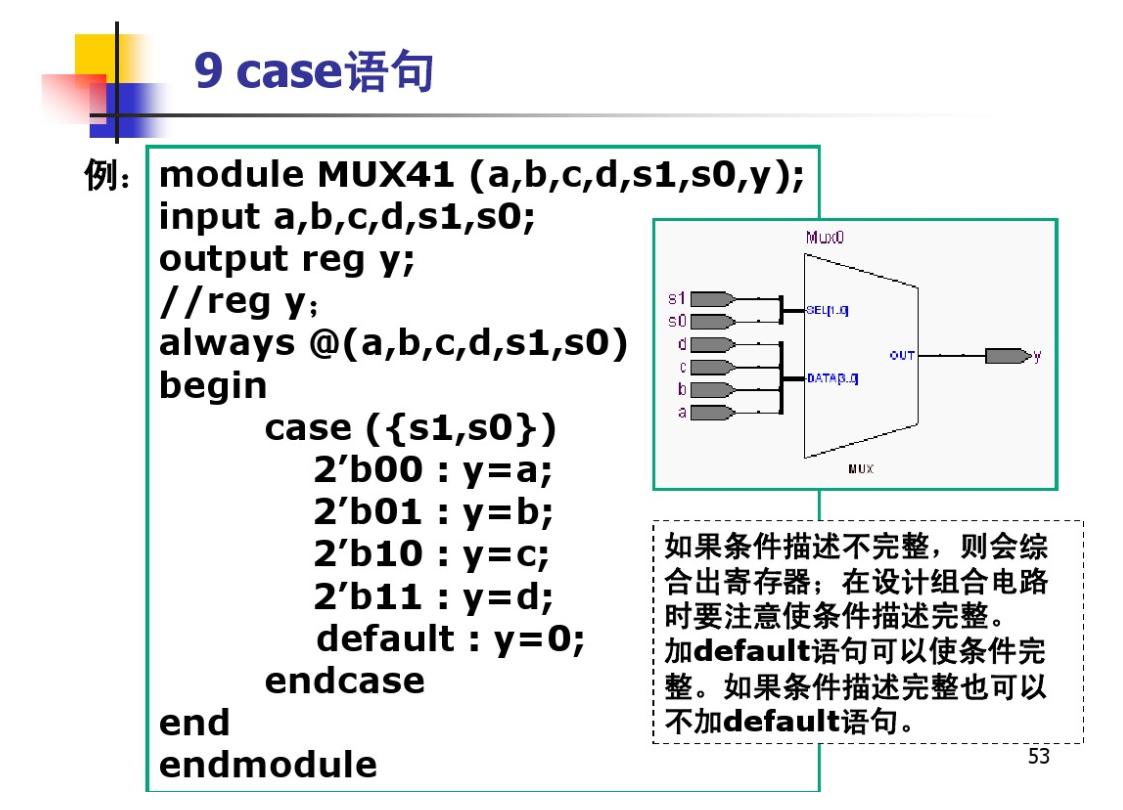 9 case语句
例：
module MUX41 (a,b,c,d,s1,s0,y);
input a,b,c,d,s1,s0;
output reg y;
//reg y；
always @(a,b,c,d,s1,s0)
begin
case ({s1,s0})
2’b00 : y=a;
2’b01 : y=b;
2’b10 : y=c;
2’b11 : y=d;
default : y=0;
endcase
end
endmodule
Mux0
s1
s0
d
c
b
a
SEL[1..0]
DATA[3..0]
OUT
y
MUX
如果条件描述不完整，则会综
合出寄存器；在设计组合电路
时要注意使条件描述完整。
加default语句可以使条件完
整。如果条件描述完整也可以
不加default语句。
53